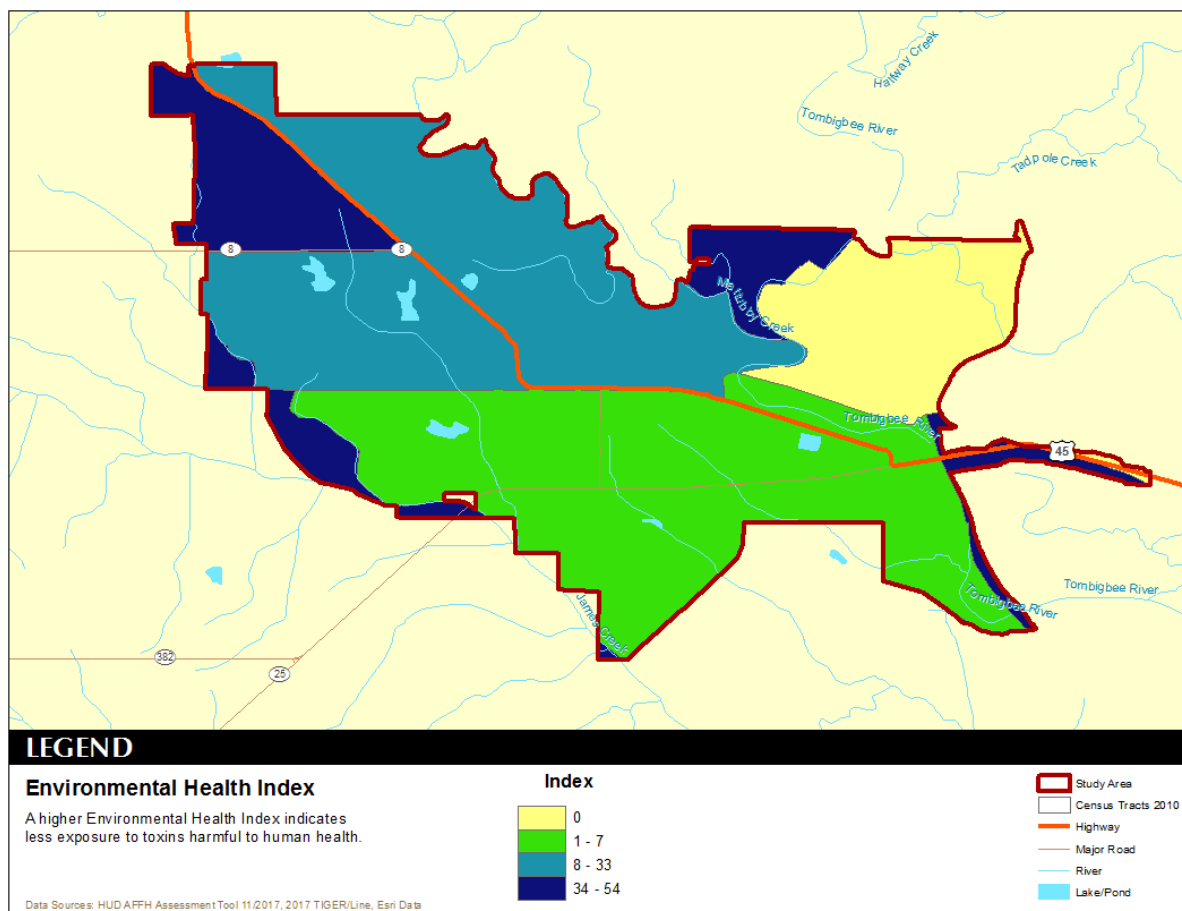 Halfway Creek
Tombigbee River
Tadpole Creek
8
8
Matubby Creek
Tombigbee River
45
Tombigbee River
Tombigbee River
James Creek
382
25
LEGEND
Environmental Health Index
A higher Environmental Health Index indicates
less exposure to toxins harmful to human health.
Data Sources: HUD AFFH Assessment Tool 11/2017, 2017 TIGER/Line, Esri Data
Index
0
1 - 7
8 - 33
34 - 54
Study Area
Census Tracts 2010
Highway
Major Road
River
Lake/Pond